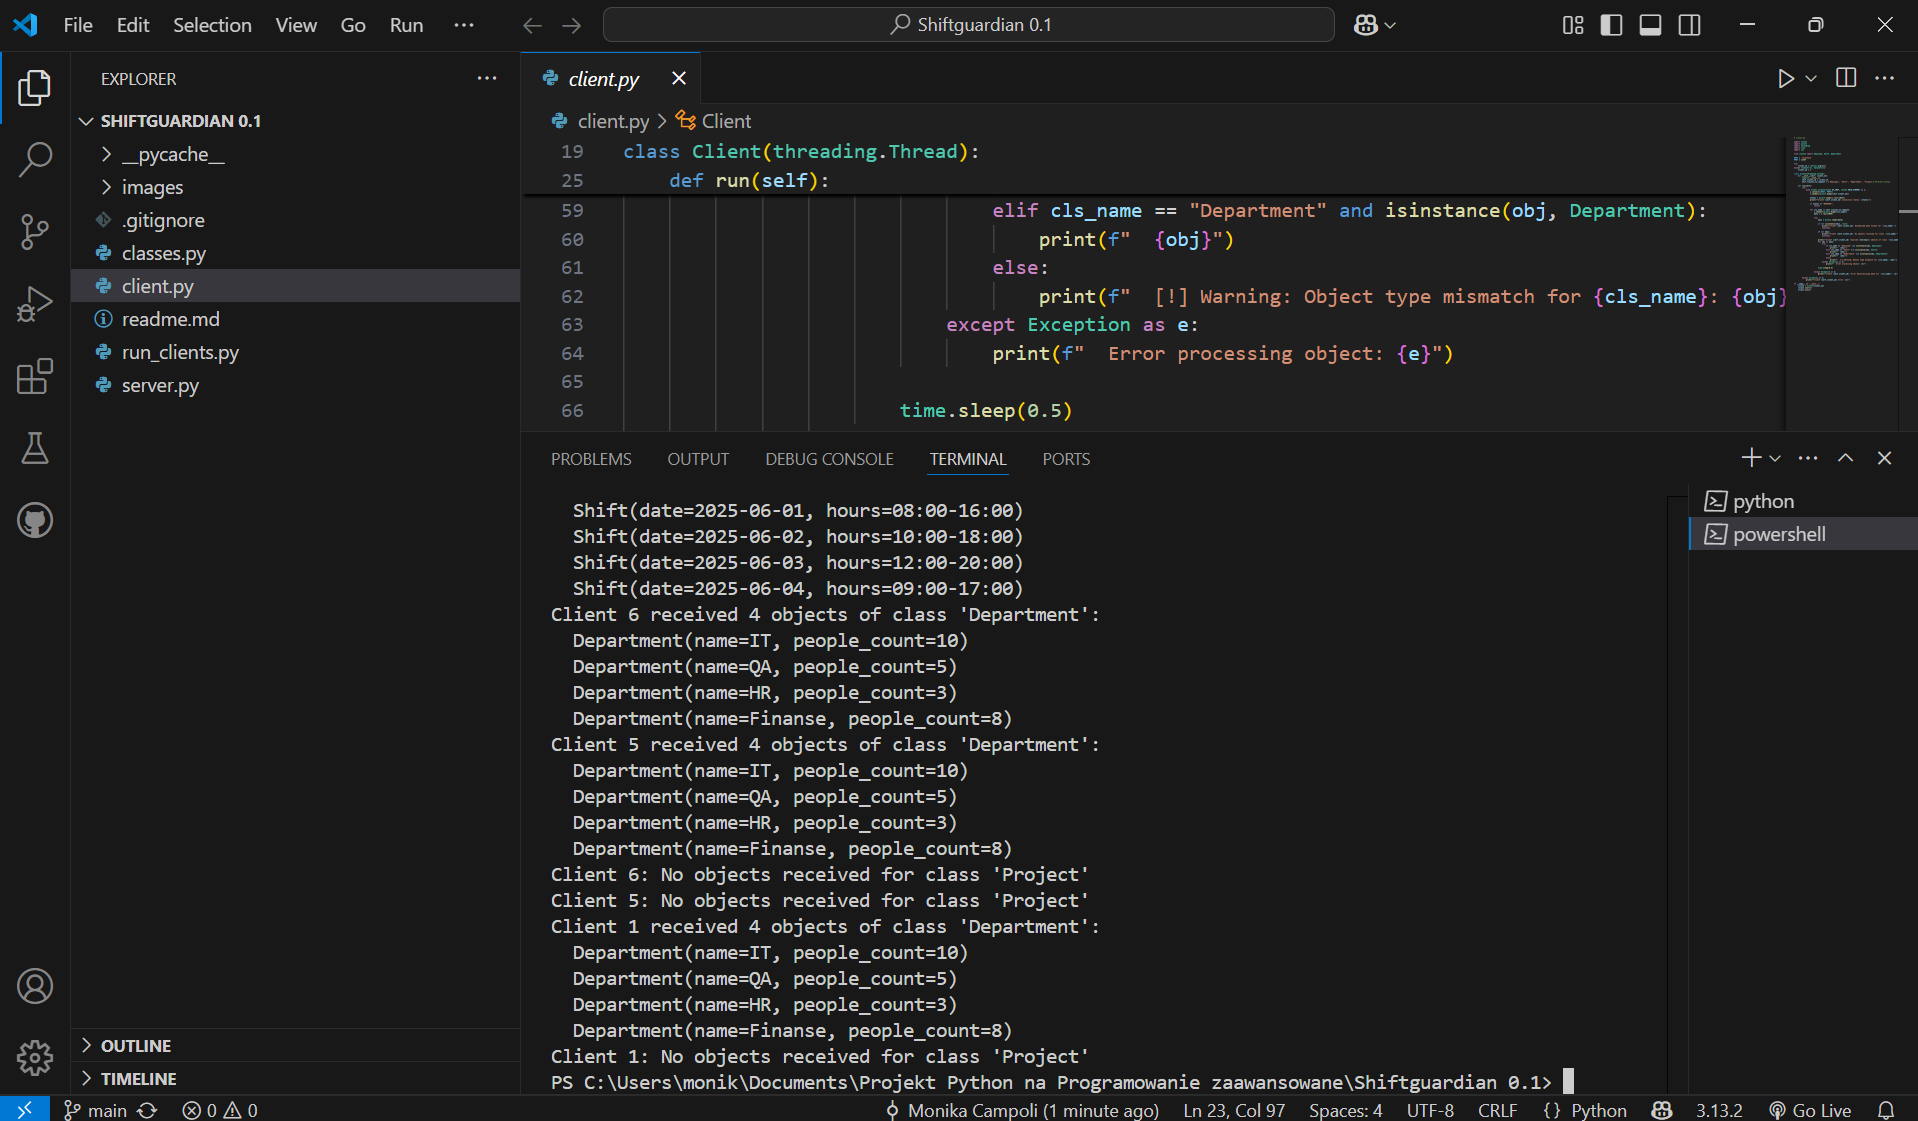 File Edit Selection View Go Run ···
Shiftguardian 0.1
EXPLORER
SHIFTGUARDIAN 0.1
__pycache__
images
.gitignore
classes.py
client.py
readme.md
run_clients.py
server.py
OUTLINE
TIMELINE
client.py
client.py > Client
19 class Client(threading.Thread):
25 def run(self):
59 elif cls_name == "Department" and isinstance(obj, Department):
60 print(f"  {obj}")
61 else:
62 print(f"  [!] Warning: Object type mismatch for {cls_name}: {obj}
63 except Exception as e:
64 print(f"  Error processing object: {e}")
65
66 time.sleep(0.5)
PROBLEMS OUTPUT DEBUG CONSOLE TERMINAL PORTS
python
powershell
Shift(date=2025-06-01, hours=08:00-16:00)
Shift(date=2025-06-02, hours=10:00-18:00)
Shift(date=2025-06-03, hours=12:00-20:00)
Shift(date=2025-06-04, hours=09:00-17:00)
Client 6 received 4 objects of class 'Department':
Department(name=IT, people_count=10)
Department(name=QA, people_count=5)
Department(name=HR, people_count=3)
Department(name=Finanse, people_count=8)
Client 5 received 4 objects of class 'Department':
Department(name=IT, people_count=10)
Department(name=QA, people_count=5)
Department(name=HR, people_count=3)
Department(name=Finanse, people_count=8)
Client 6: No objects received for class 'Project'
Client 5: No objects received for class 'Project'
Client 1 received 4 objects of class 'Department':
Department(name=IT, people_count=10)
Department(name=QA, people_count=5)
Department(name=HR, people_count=3)
Department(name=Finanse, people_count=8)
Client 1: No objects received for class 'Project'
PS C:\Users\monik\Documents\Projekt Python na Programowanie zaawansowane\Shiftguardian 0.1>
main 0 0 Monika Campoli (1 minute ago) Ln 23, Col 97 Spaces: 4 UTF-8 CRLF {} Python 3.13.2 Go Live